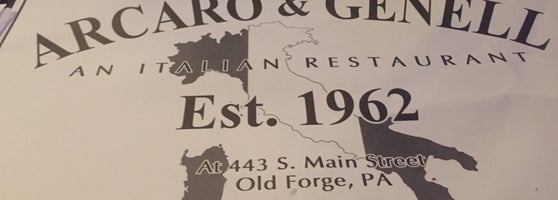 ARCARO & GENELL
AN ITALIAN RESTAURANT
Est. 1962
At 443 S. Main Street
Old Forge, PA